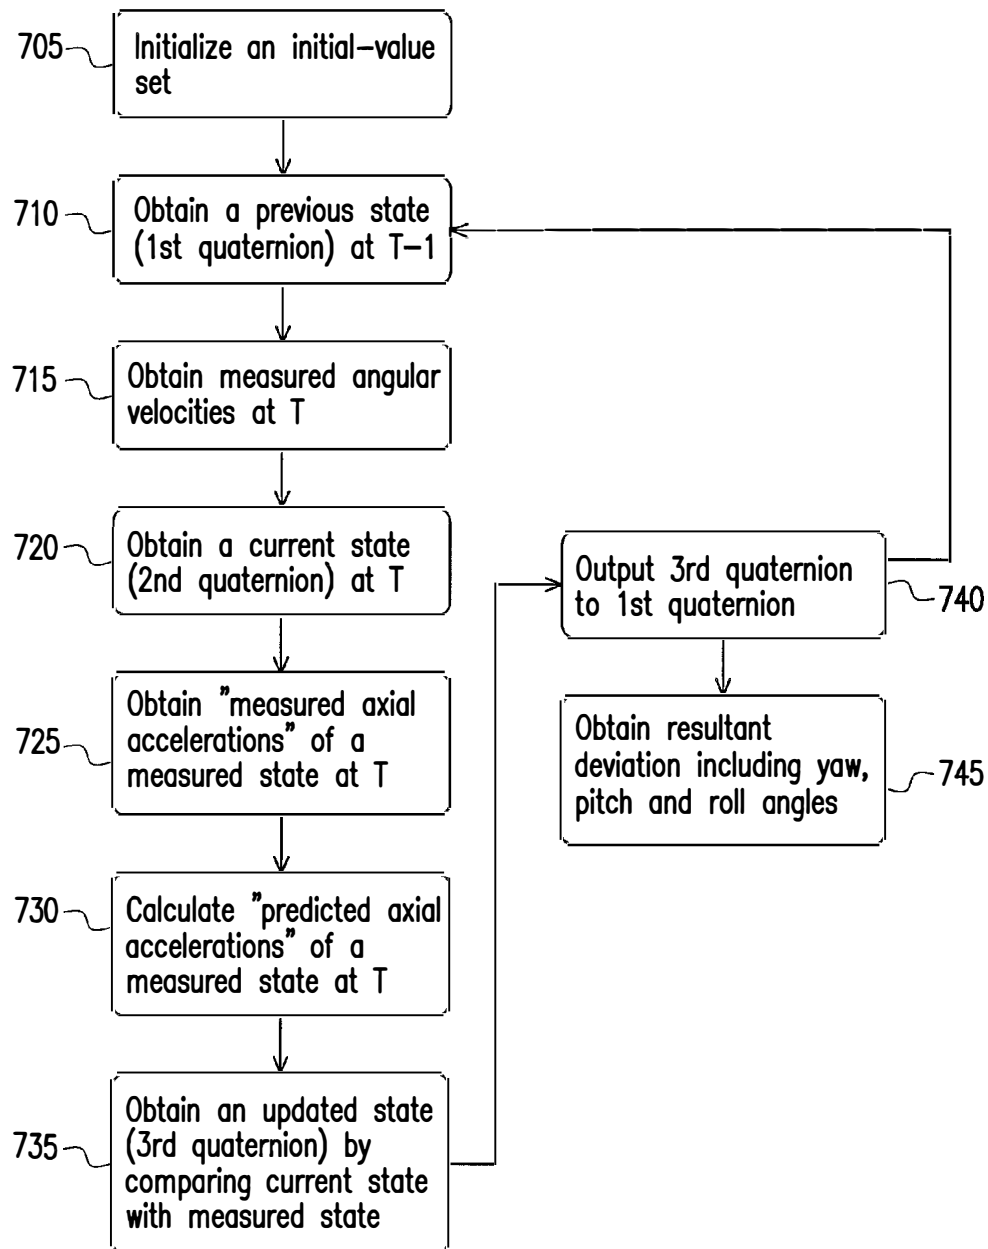 705
Initialize an initial-value
set
710
Obtain a previous state
(1st quaternion) at T-1
715
Obtain measured angular
velocities at T
720
Obtain a current state
(2nd quaternion) at T
725
Obtain "measured axial
accelerations" of a
measured state at T
730
Calculate "predicted axial
accelerations" of a
measured state at T
735
Obtain an updated state
(3rd quaternion) by
comparing current state
with measured state
Output 3rd quaternion
to 1st quaternion
740
Obtain resultant
deviation including yaw,
pitch and roll angles
745